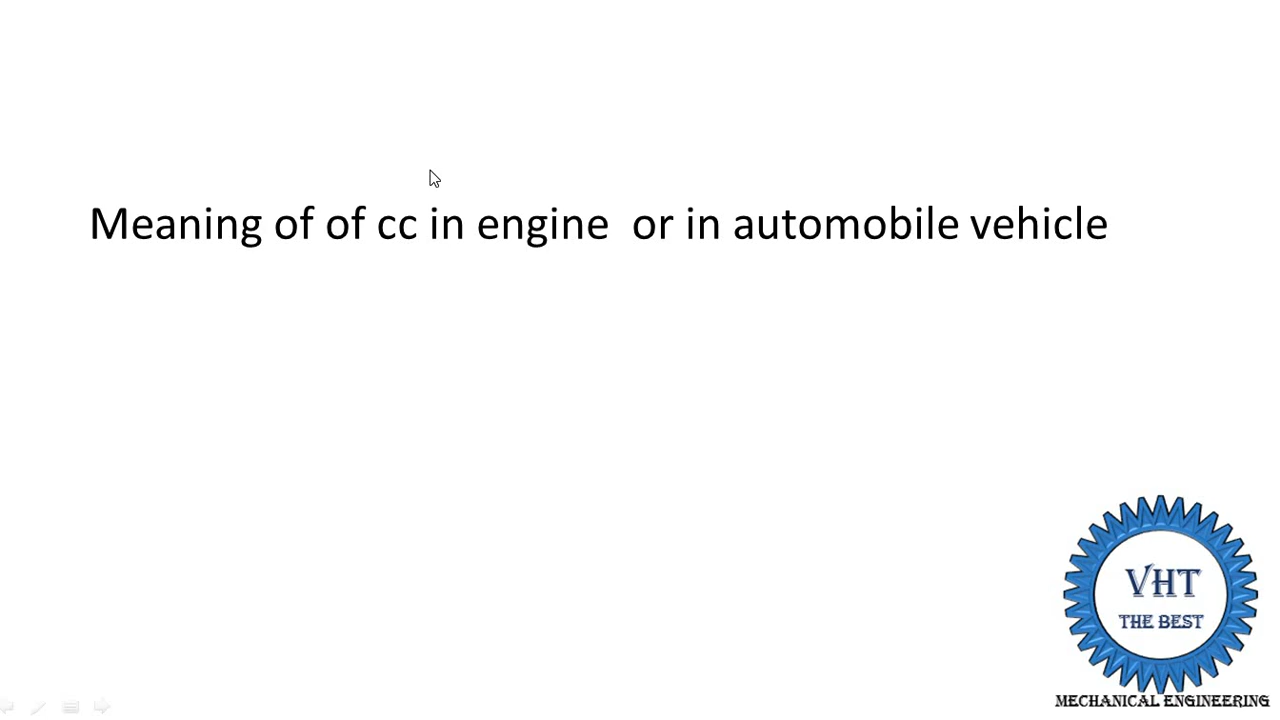 Meaning of of cc in engine  or in automobile vehicle
VHT
THE BEST
MECHANICAL ENGINEERING